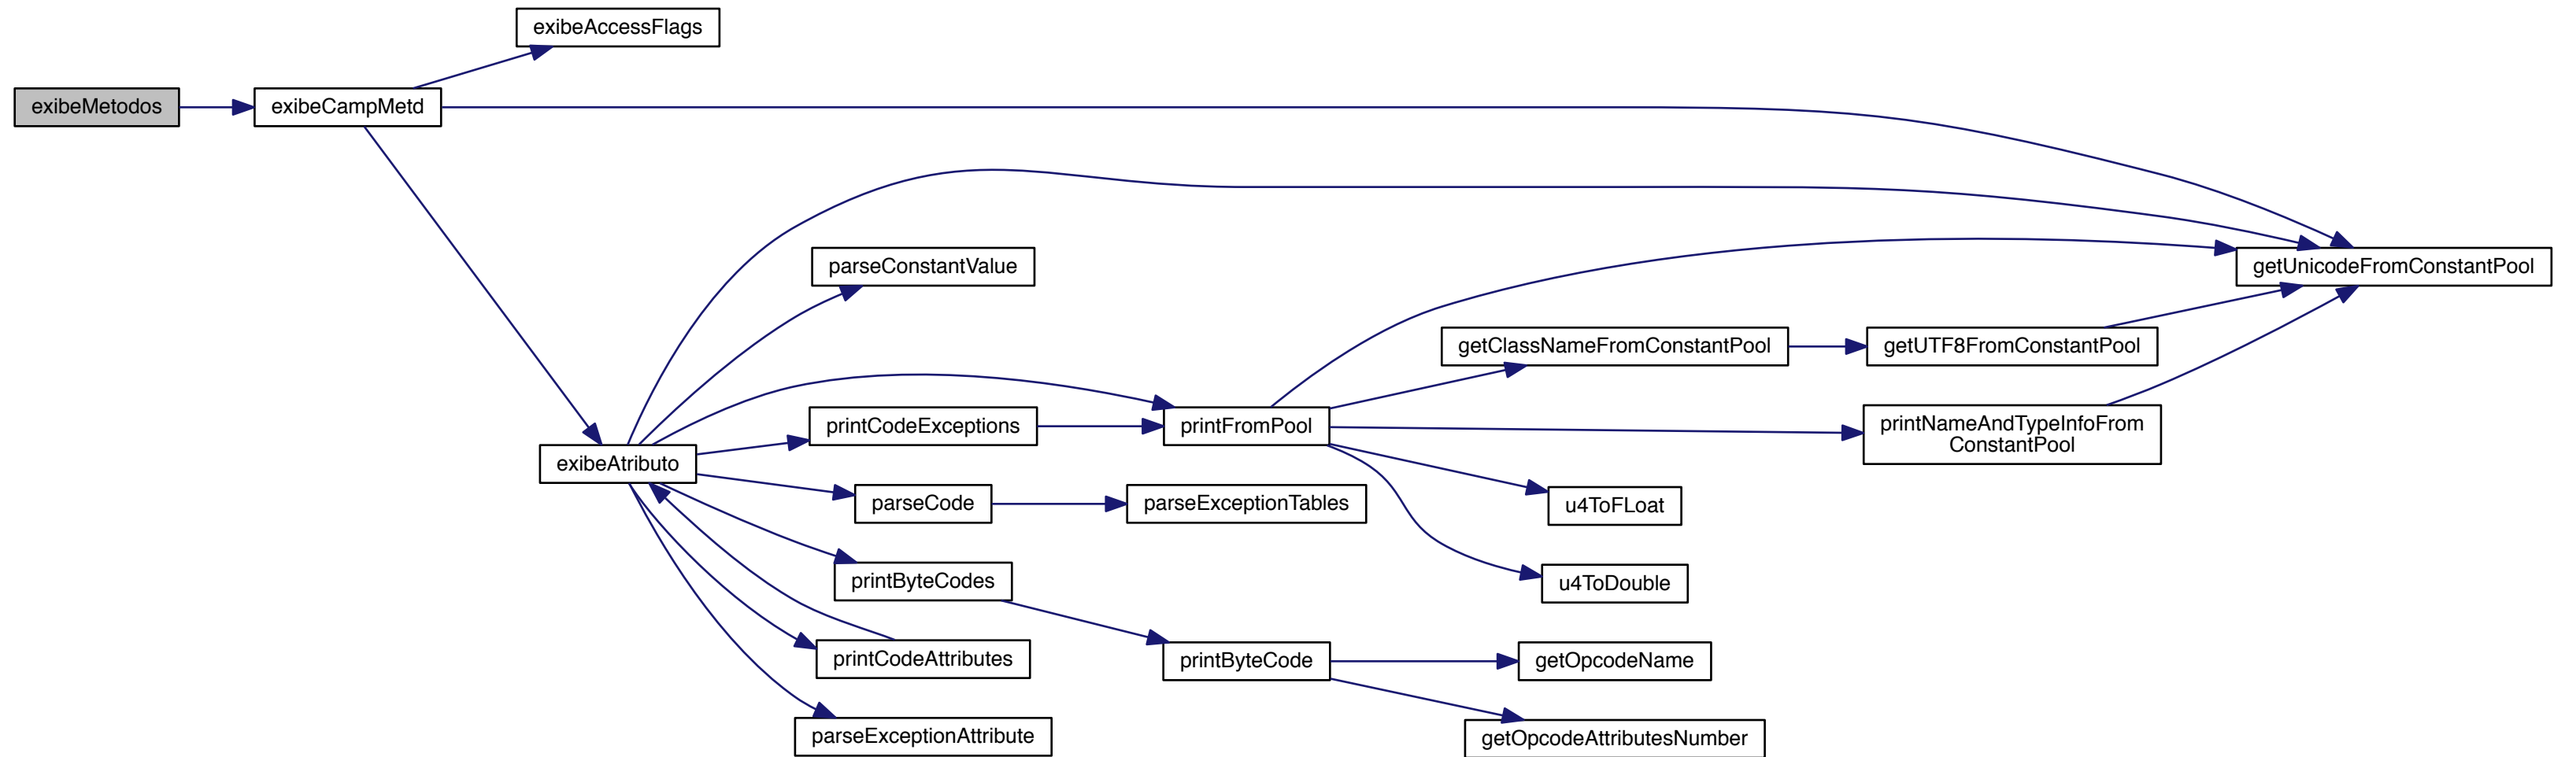 exibeAccessFlags
exibeMetodos
exibeCampMetd
parseConstantValue
getUnicodeFromConstantPool
getClassNameFromConstantPool
getUTF8FromConstantPool
printCodeExceptions
printFromPool
printNameAndTypeInfoFrom
ConstantPool
exibeAtributo
parseCode
parseExceptionTables
u4ToFLoat
printByteCodes
u4ToDouble
printCodeAttributes
printByteCode
getOpcodeName
parseExceptionAttribute
getOpcodeAttributesNumber